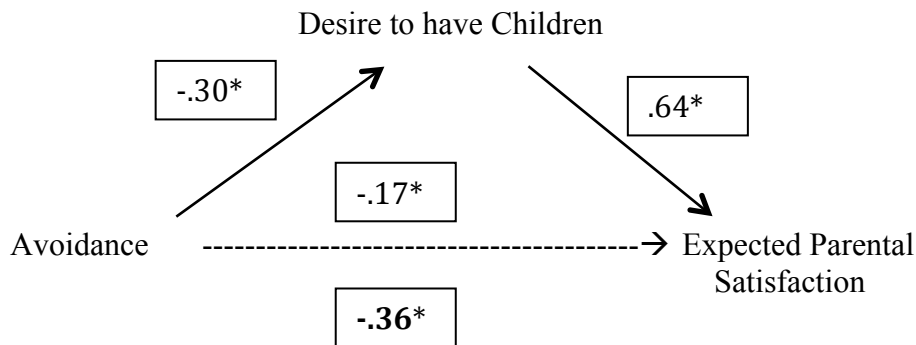 Desire to have Children
-.30*
.64*
-.17*
Avoidance
Expected Parental
Satisfaction
-.36*